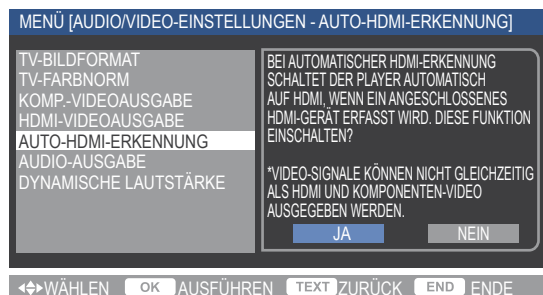 MENÜ [AUDIO/VIDEO-EINSTELLUNGEN - AUTO-HDMI-ERKENNUNG]
TV-BILDFORMAT
TV-FARBNORM
KOMP.-VIDEOAUSGABE
HDMI-VIDEOAUSGABE
AUTO-HDMI-ERKENNUNG
AUDIO-AUSGABE
DYNAMISCHE LAUTSTÄRKE
BEI AUTOMATISCHER HDMI-ERKENNUNG
SCHALTET DER PLAYER AUTOMATISCH
AUF HDMI, WENN EIN ANGESCHLOSSENES
HDMI-GERÄT ERFASST WIRD. DIESE FUNKTION
EINSCHALTEN?
*VIDEO-SIGNALE KÖNNEN NICHT GLEICHZEITIG
ALS HDMI UND KOMPONENTEN-VIDEO
AUSGEGEBEN WERDEN.
JA NEIN
WÄHLEN OK AUSFÜHREN TEXT ZURÜCK END ENDE